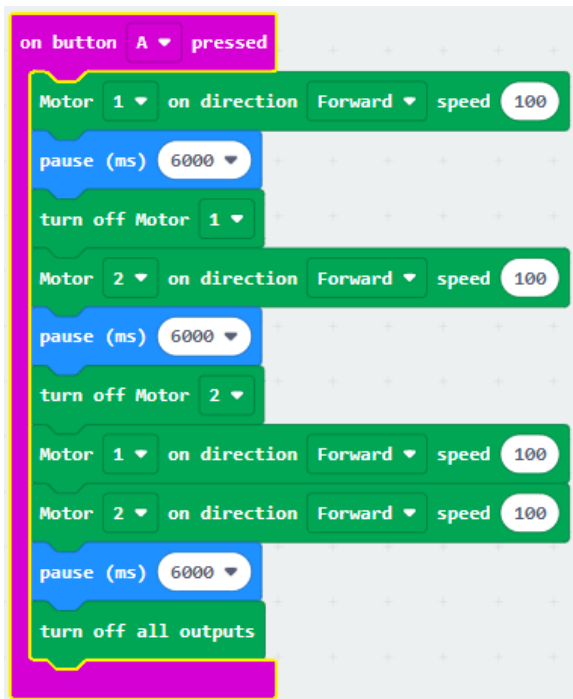 on button A pressed
Motor 1 on direction Forward speed 100
pause (ms) 6000
turn off Motor 1
Motor 2 on direction Forward speed 100
pause (ms) 6000
turn off Motor 2
Motor 1 on direction Forward speed 100
Motor 2 on direction Forward speed 100
pause (ms) 6000
turn off all outputs